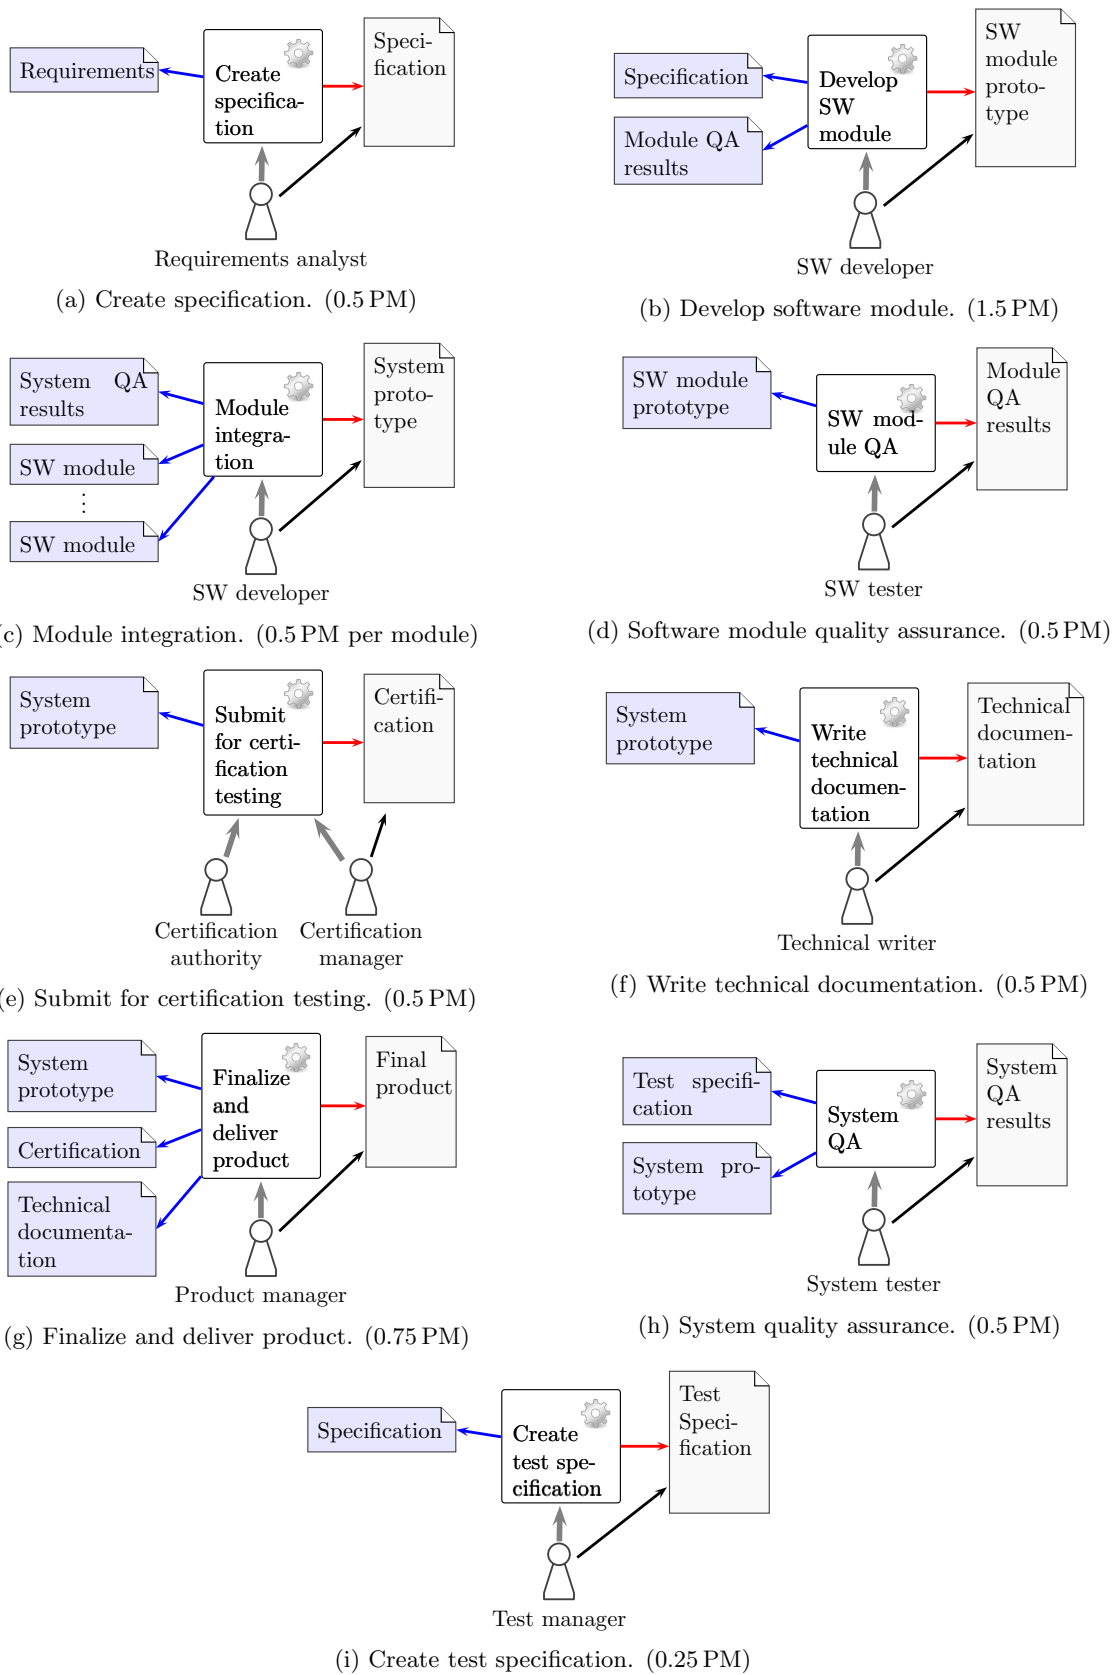 Requirements
Create
specifica-
tion
Speci-
fication
Requirements analyst
(a) Create specification. (0.5 PM)
Specification
Module QA
results
Develop
SW
module
SW
module
proto-
type
SW developer
(b) Develop software module. (1.5 PM)
System QA
results
SW module
⋮
SW module
Module
integra-
tion
System
proto-
type
SW developer
(c) Module integration. (0.5 PM per module)
SW module
prototype
SW mod-
ule QA
Module
QA
results
SW tester
(d) Software module quality assurance. (0.5 PM)
System
prototype
Submit
for certi-
fication
testing
Certifi-
cation
Certification
authority
Certification
manager
(e) Submit for certification testing. (0.5 PM)
System
prototype
Write
technical
documen-
tation
Technical
documen-
tation
Technical writer
(f) Write technical documentation. (0.5 PM)
System
prototype
Certification
Technical
documenta-
tion
Finalize
and
deliver
product
Final
product
Product manager
(g) Finalize and deliver product. (0.75 PM)
Test specifi-
cation
System pro-
totype
System
QA
System
QA
results
System tester
(h) System quality assurance. (0.5 PM)
Specification
Create
test spe-
cification
Test
Speci-
fication
Test manager
(i) Create test specification. (0.25 PM)